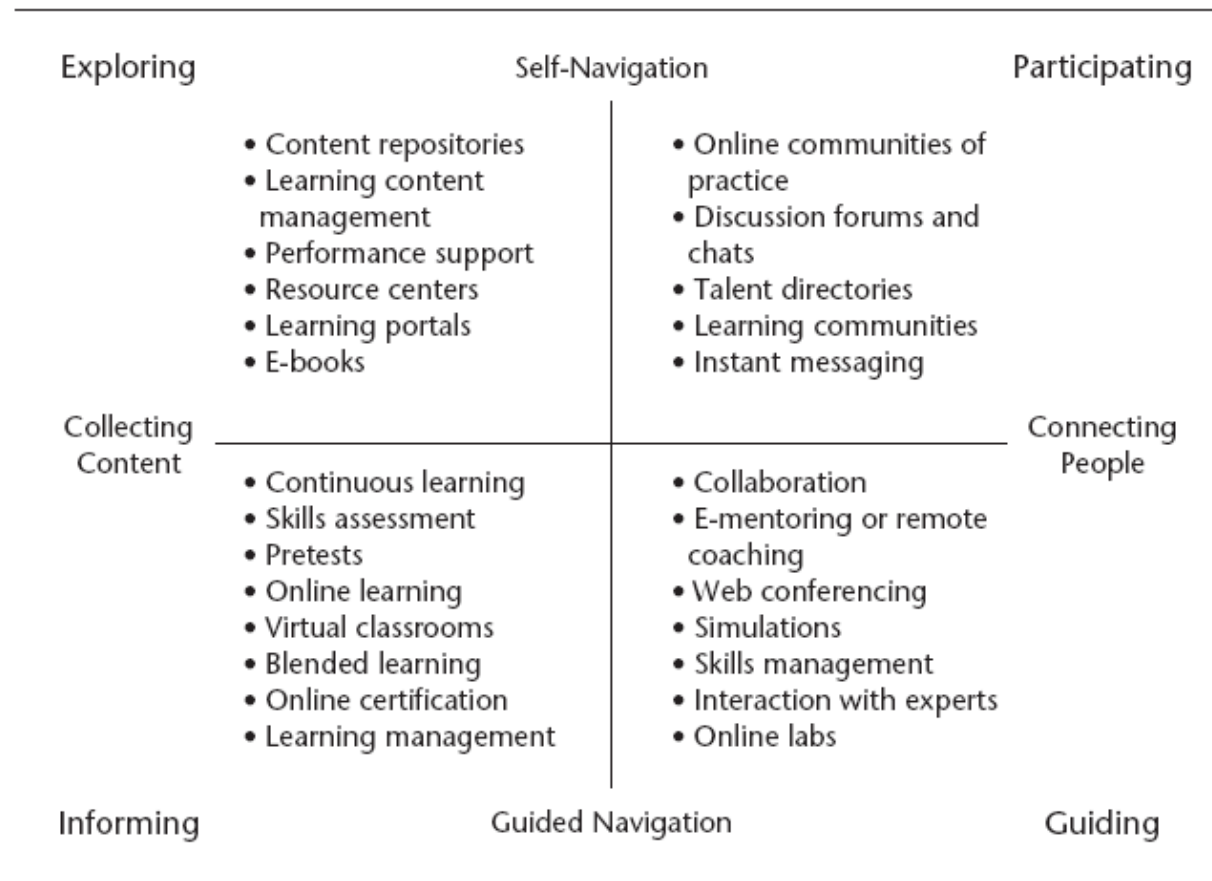 Exploring
Self-Navigation
Participating
• Content repositories
• Learning content
management
• Performance support
• Resource centers
• Learning portals
• E-books
• Online communities of
practice
• Discussion forums and
chats
• Talent directories
• Learning communities
• Instant messaging
Collecting
Content
Connecting
People
• Continuous learning
• Skills assessment
• Pretests
• Online learning
• Virtual classrooms
• Blended learning
• Online certification
• Learning management
• Collaboration
• E-mentoring or remote
coaching
• Web conferencing
• Simulations
• Skills management
• Interaction with experts
• Online labs
Informing
Guided Navigation
Guiding